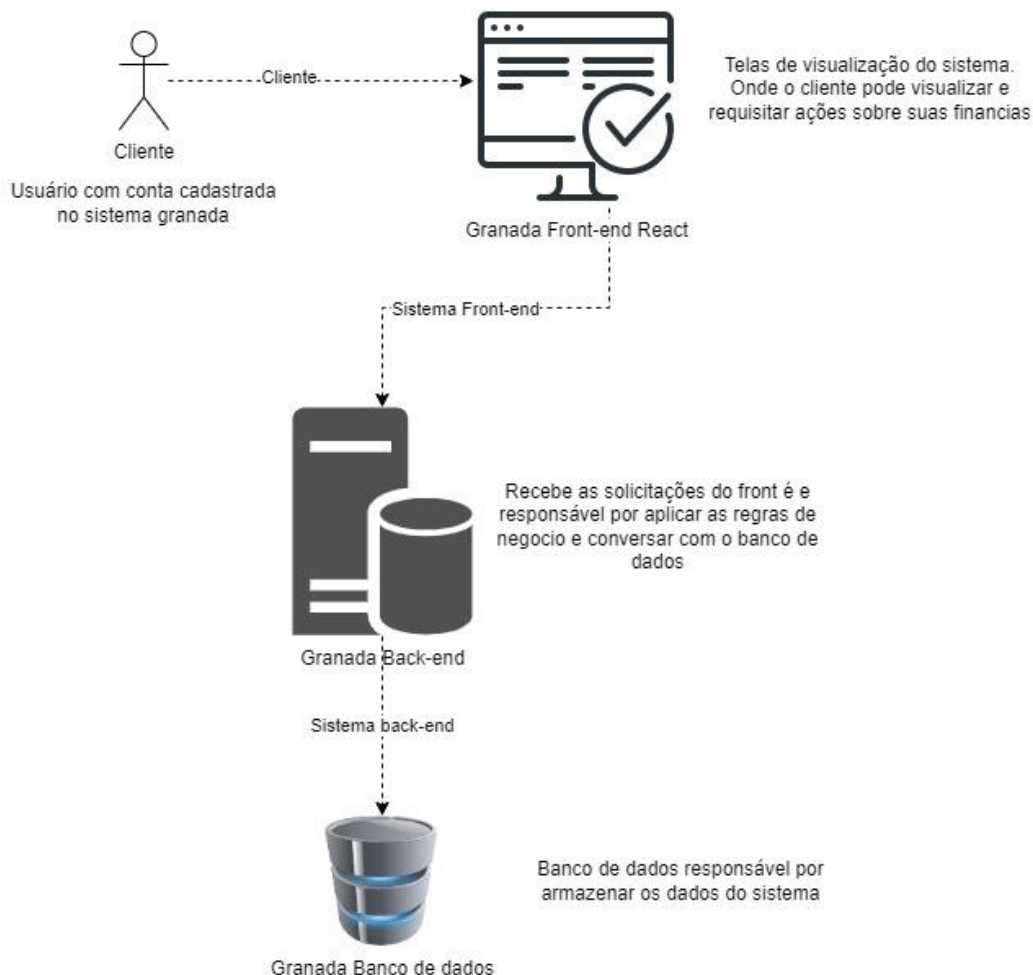 Cliente
Telas de visualização do sistema.
Onde o cliente pode visualizar e
requisitar ações sobre suas financias
Cliente
Usuário com conta cadastrada
no sistema granada
Granada Front-end React
Sistema Front-end
Recebe as solicitações do front é e
responsável por aplicar as regras de
negocio e conversar com o banco de
dados
Granada Back-end
Sistema back-end
Banco de dados responsável por
armazenar os dados do sistema
Granada Banco de dados